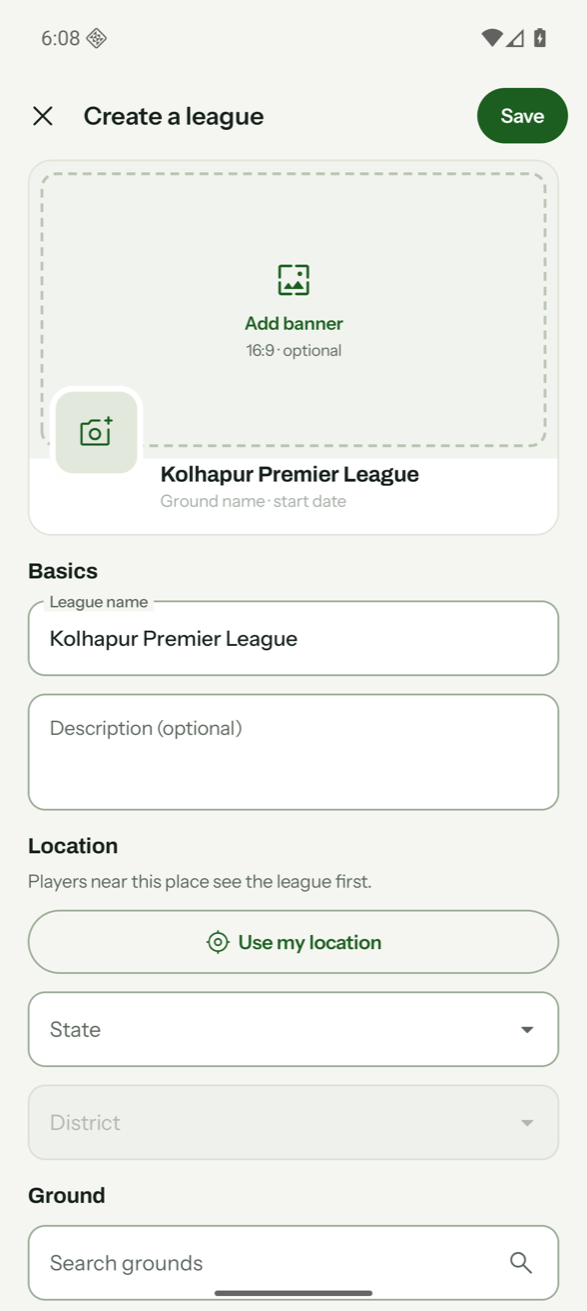 6:08
Create a league
Save
Add banner
16:9 · optional
Kolhapur Premier League
Ground name · start date
Basics
League name
Kolhapur Premier League
Description (optional)
Location
Players near this place see the league first.
Use my location
State
District
Ground
Search grounds